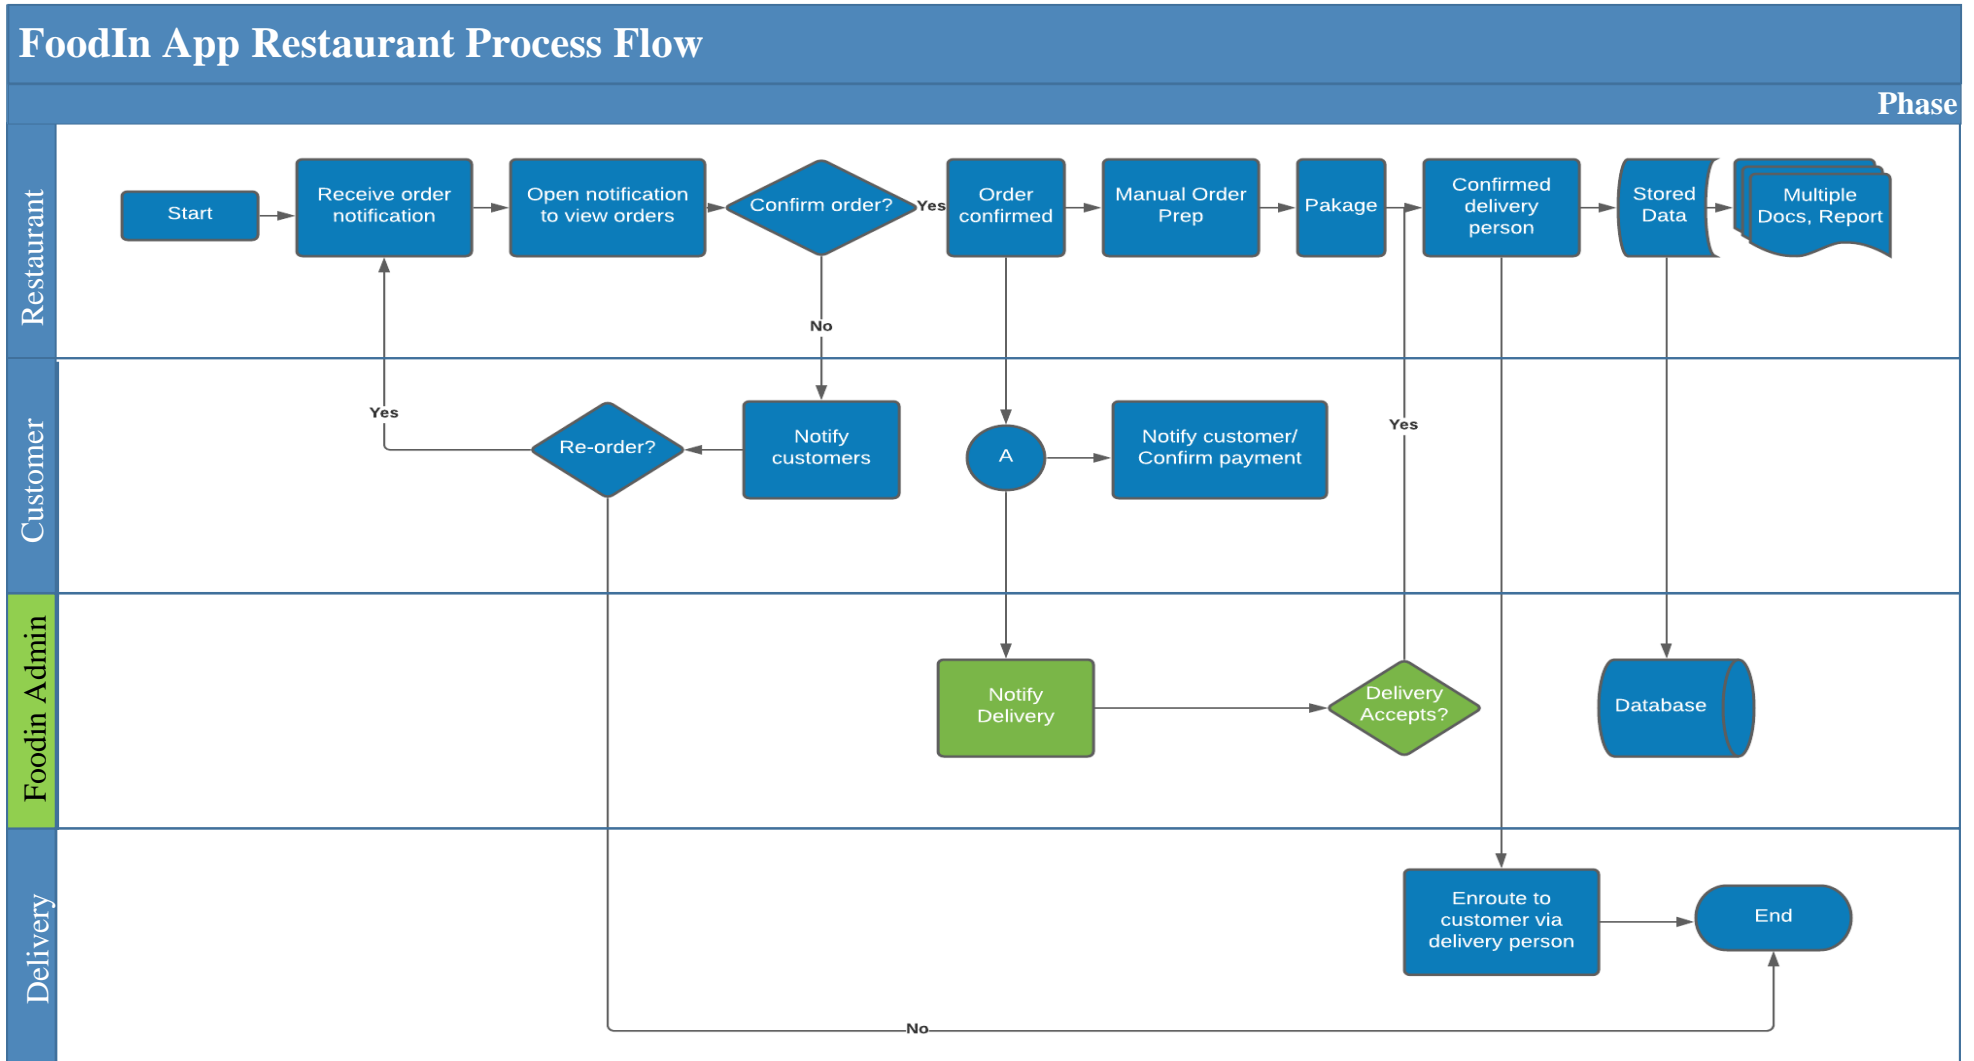 FoodIn App Restaurant Process Flow
Phase
Restaurant
Start
Receive order
notification
Open notification
to view orders
Confirm order?
Yes
Order
confirmed
Manual Order
Prep
Pakage
Confirmed
delivery
person
Stored
Data
Multiple
Docs, Report
No
Customer
Yes
Re-order?
Notify
customers
A
Notify customer/
Confirm payment
Yes
Foodin Admin
Notify
Delivery
Delivery
Accepts?
Database
Delivery
Enroute to
customer via
delivery person
End
No